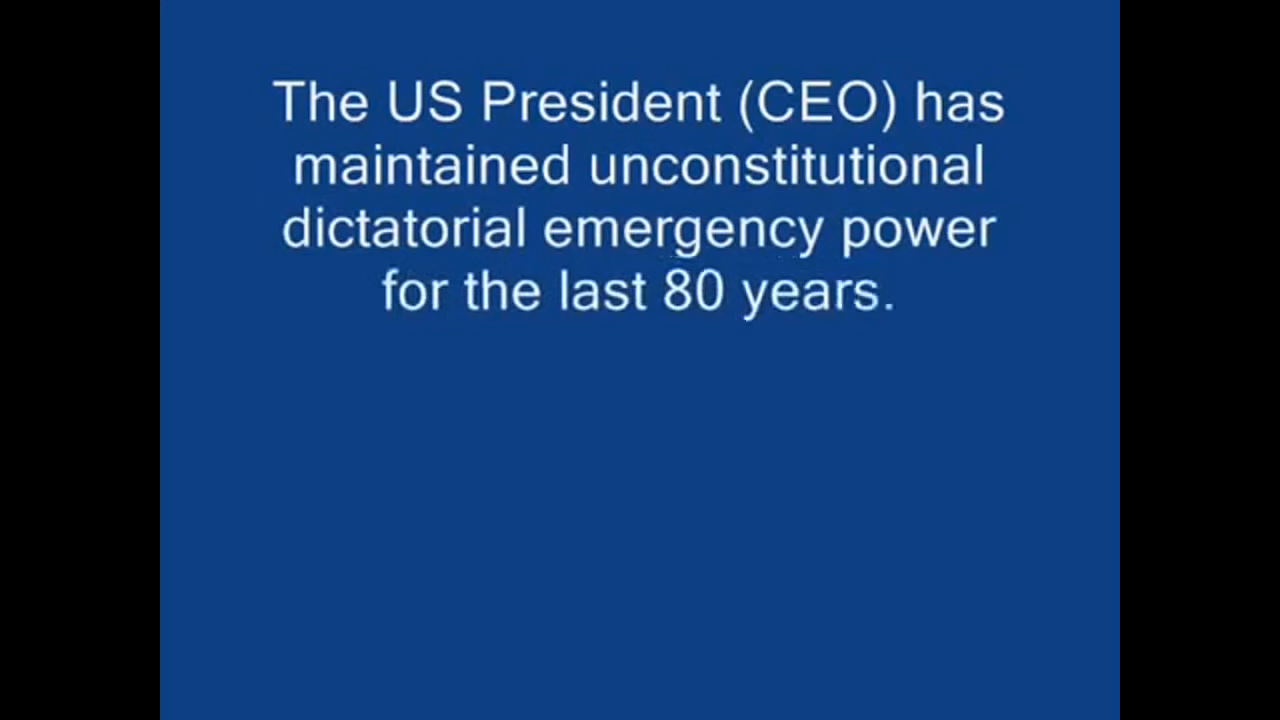 The US President (CEO) has
maintained unconstitutional
dictatorial emergency power
for the last 80 years.